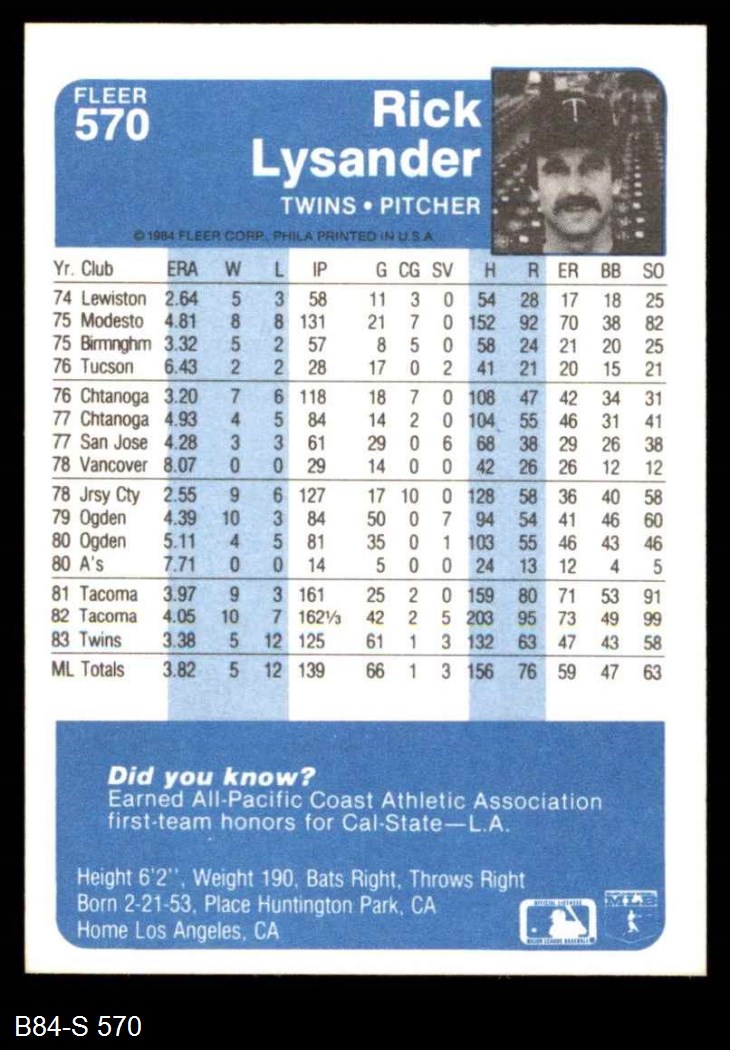 FLEER
570
Rick
Lysander
TWINS • PITCHER
© 1984 FLEER CORP., PHILA PRINTED IN U.S.A.
T
Yr. Club ERA W L IP G CG SV H R ER BB SO
74 Lewiston 2.64 5 3 58 11 3 0 54 28 17 18 25
75 Modesto 4.81 8 8 131 21 7 0 152 92 70 38 82
75 Birmnghm 3.32 5 2 57 8 5 0 58 24 21 20 25
76 Tucson 6.43 2 2 28 17 0 2 41 21 20 15 21
76 Chtanoga 3.20 7 6 118 18 7 0 108 47 42 34 31
77 Chtanoga 4.93 4 5 84 14 2 0 104 55 46 31 41
77 San Jose 4.28 3 3 61 29 0 6 68 38 29 26 38
78 Vancover 8.07 0 0 29 14 0 0 42 26 26 12 12
78 Jrsy Cty 2.55 9 6 127 17 10 0 128 58 36 40 58
79 Ogden 4.39 10 3 84 50 0 7 94 54 41 46 60
80 Ogden 5.11 4 5 81 35 0 1 103 55 46 43 46
80 A's 7.71 0 0 14 5 0 0 24 13 12 4 5
81 Tacoma 3.97 9 3 161 25 2 0 159 80 71 53 91
82 Tacoma 4.05 10 7 162⅓ 42 2 5 203 95 73 49 99
83 Twins 3.38 5 12 125 61 1 3 132 63 47 43 58
ML Totals 3.82 5 12 139 66 1 3 156 76 59 47 63
Did you know?
Earned All-Pacific Coast Athletic Association
first-team honors for Cal-State—L.A.
Height 6'2'', Weight 190, Bats Right, Throws Right
Born 2-21-53, Place Huntington Park, CA
Home Los Angeles, CA
OFFICIAL LICENSEE
MAJOR LEAGUE BASEBALL
MLB
B84-S 570